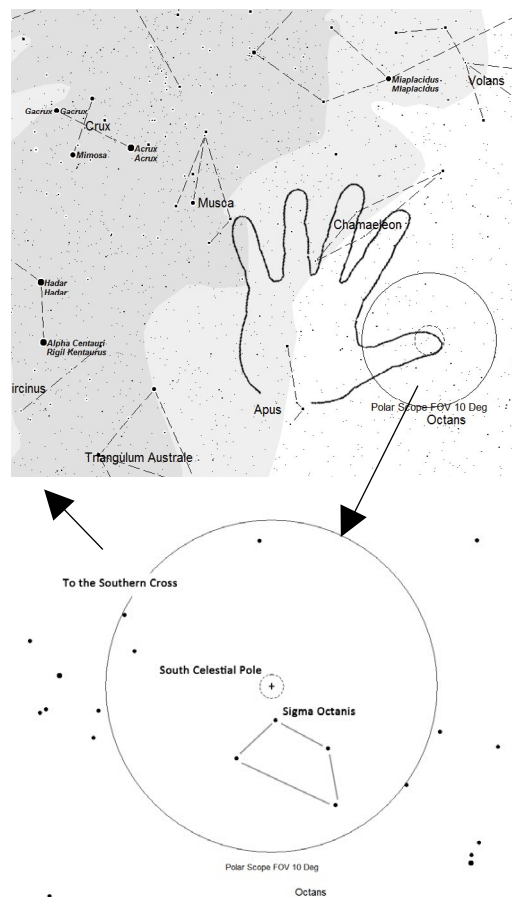 Miaplacidus-
Miaplacidus
Volans
Gacrux Gacrux
Crux
Mimosa
Acrux
Acrux
Musca
Chamaeleon
Hadar
Hadar
Alpha Centauri
Rigil Kentaurus
ircinus
Apus
Polar Scope FOV 10 Deg
Octans
Triangulum Australe
To the Southern Cross
South Celestial Pole
Sigma Octanis
Polar Scope FOV 10 Deg
Octans